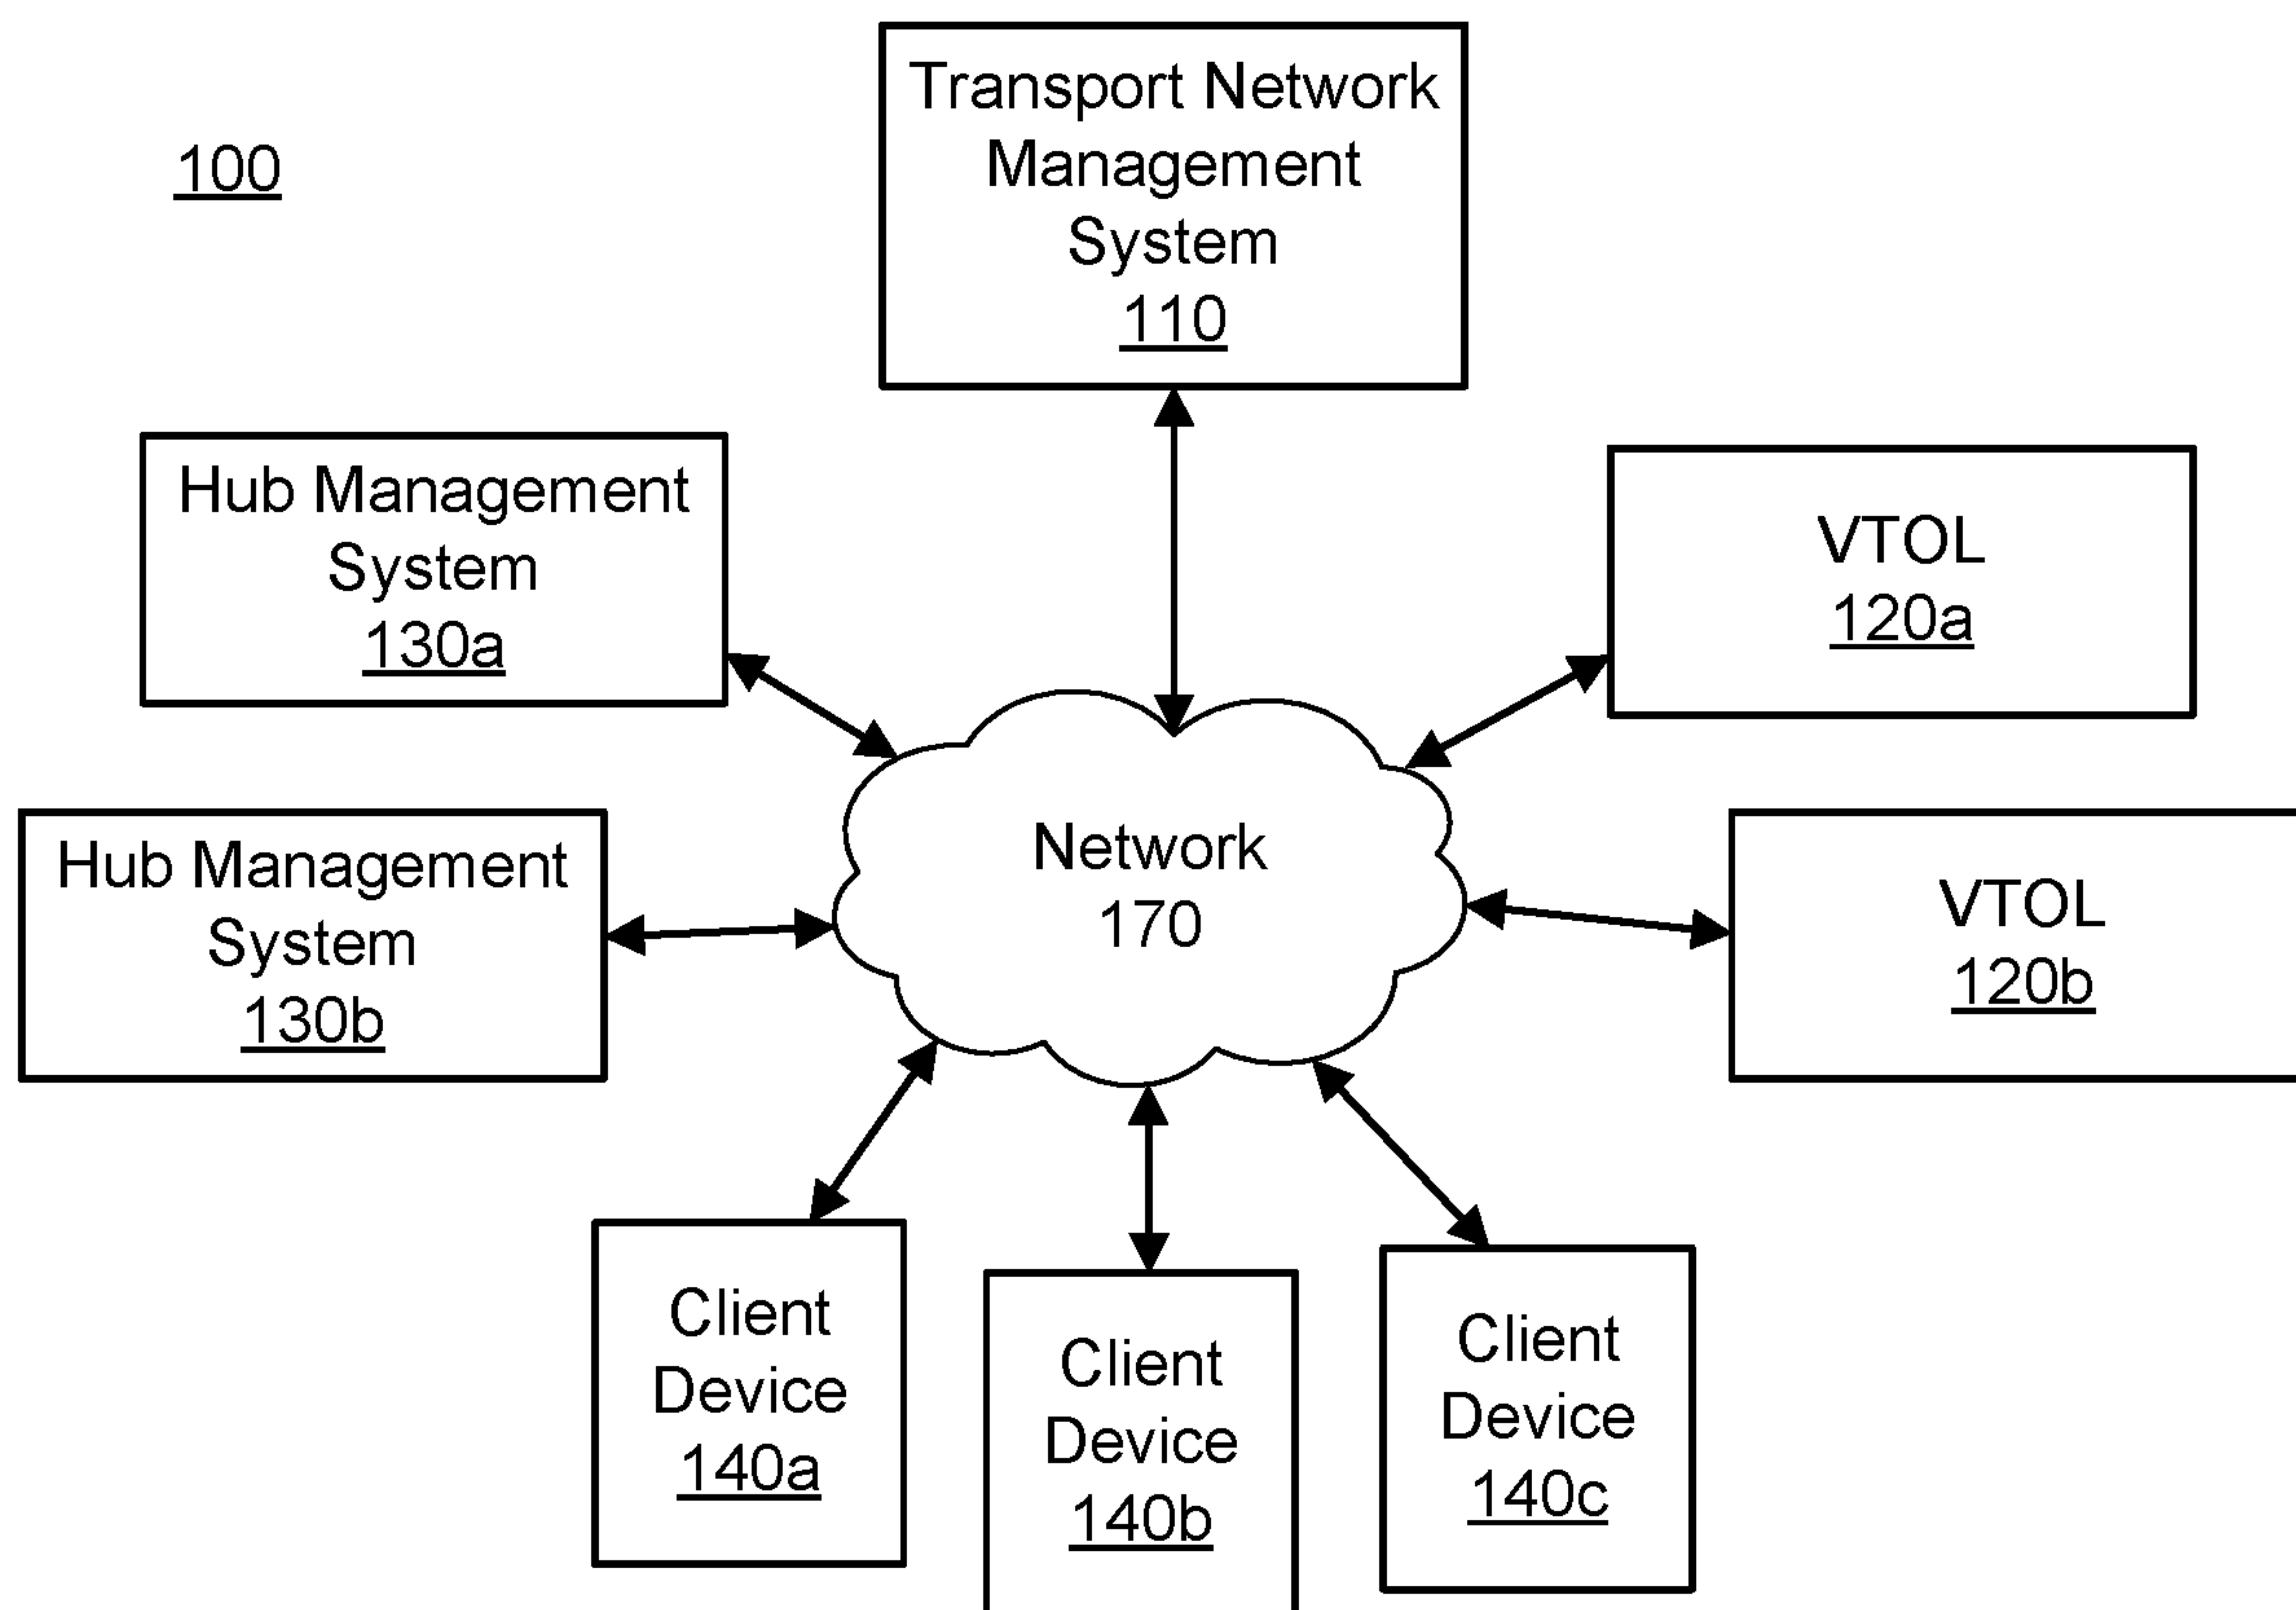 Transport Network
Management
System
110
100
Hub Management
System
130a
VTOL
120a
Hub Management
System
130b
Network
170
VTOL
120b
Client
Device
140a
Client
Device
140b
Client
Device
140c